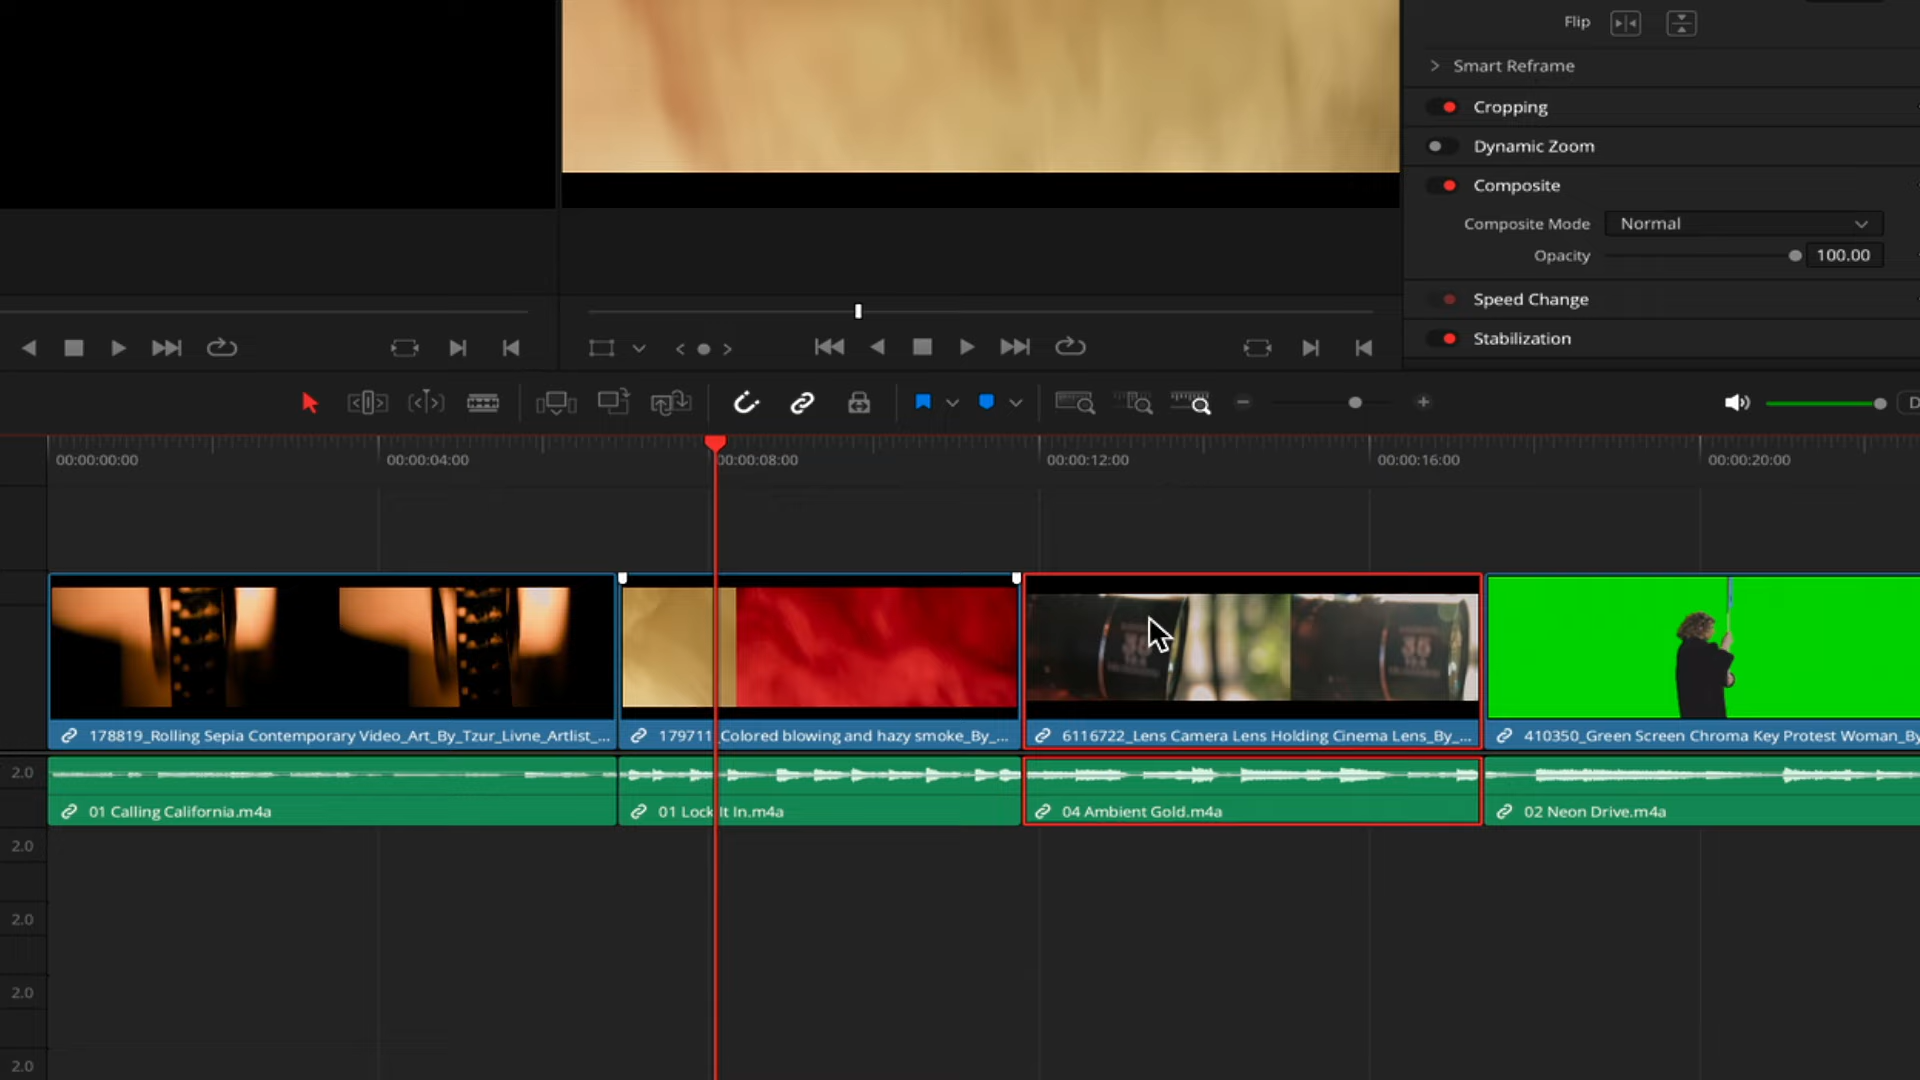 Flip
Smart Reframe
Cropping
Dynamic Zoom
Composite
Composite Mode Normal
Opacity 100.00
Speed Change
Stabilization
D
00:00:00:00 00:00:04:00 00:00:08:00 00:00:12:00 00:00:16:00 00:00:20:00
178819_Rolling Sepia Contemporary Video_Art_By_Tzur_Livne_Artlist_... 179711_Colored blowing and hazy smoke_By_... 6116722_Lens Camera Lens Holding Cinema Lens_By_... 410350_Green Screen Chroma Key Protest Woman_By
2.0
01 Calling California.m4a 01 Lock It In.m4a 04 Ambient Gold.m4a 02 Neon Drive.m4a
2.0
2.0
2.0
2.0